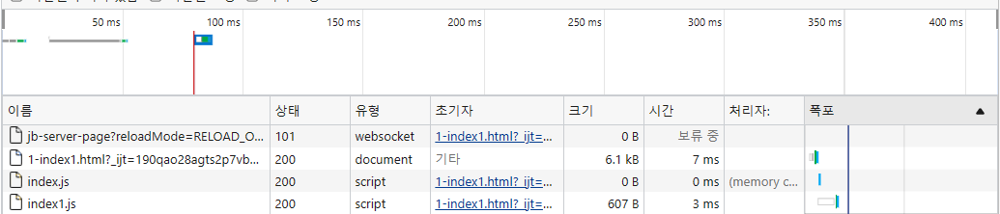 50 ms 100 ms 150 ms 200 ms 250 ms 300 ms 350 ms 400 ms
이름 상태 유형 초기자 크기 시간 처리자: 폭포
jb-server-page?reloadMode=RELOAD_O... 101 websocket 1-index1.html?_ijt=... 0 B 보류 중
1-index1.html?_ijt=190qao28agts2p7vb... 200 document 기타 6.1 kB 7 ms
index.js 200 script 1-index1.html?_ijt=... 0 B 0 ms (memory c...
index1.js 200 script 1-index1.html?_ijt=... 607 B 3 ms